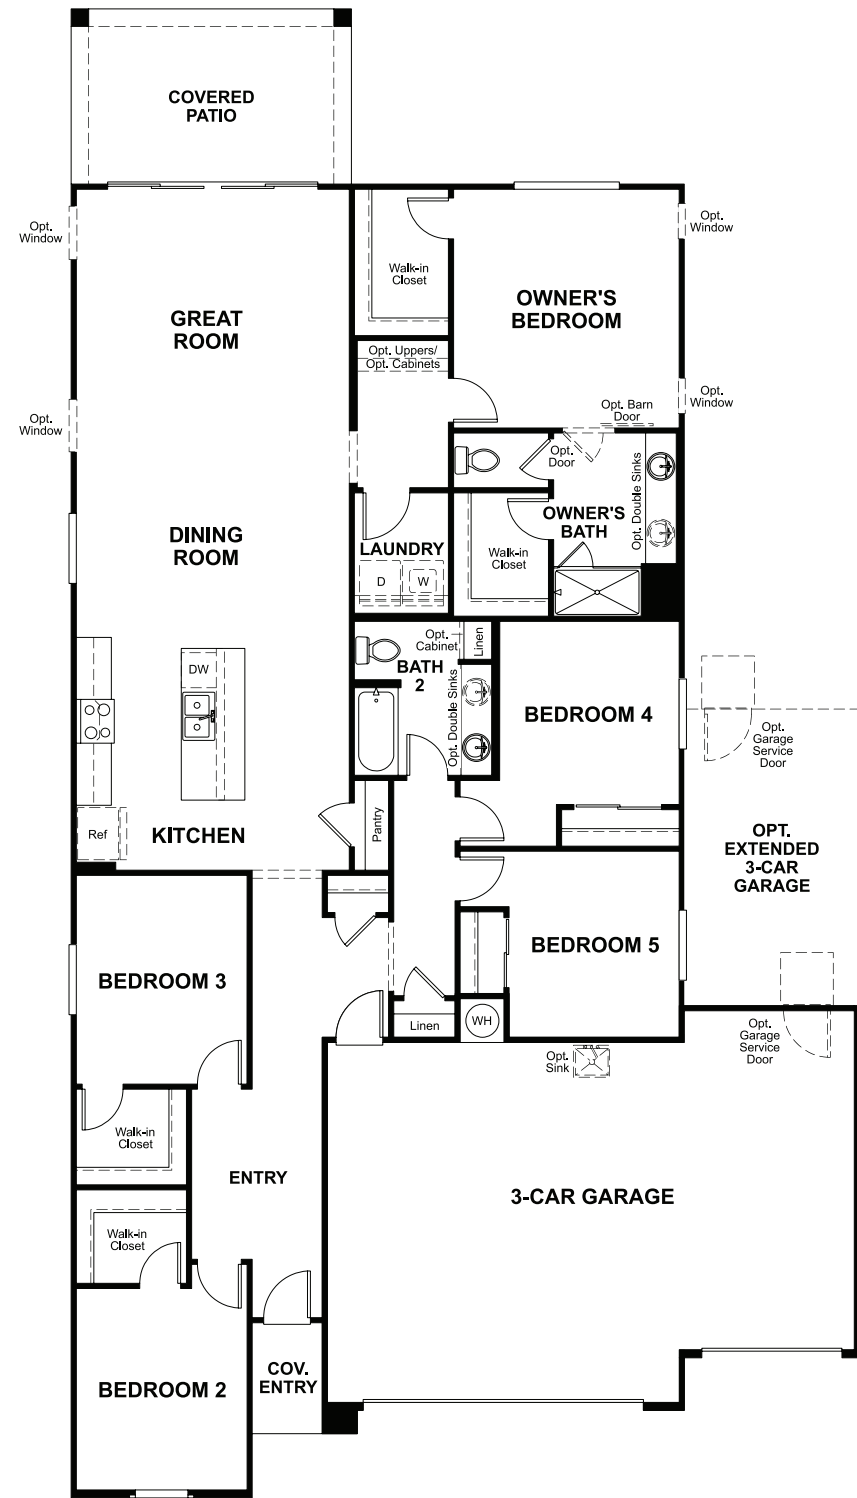 COVERED
PATIO
Opt.
Window
Opt.
Window
Walk-in
Closet
OWNER'S
BEDROOM
GREAT
ROOM
Opt. Uppers/
Opt. Cabinets
Opt.
Window
Opt.
Window
Opt. Barn
Door
Opt.
Door
Opt. Double Sinks
OWNER'S
BATH
DINING
ROOM
LAUNDRY
Walk-in
Closet
D
W
Opt.
Cabinet
Linen
BATH
2
Opt. Double Sinks
DW
BEDROOM 4
Opt.
Garage
Service
Door
Ref
KITCHEN
Pantry
OPT.
EXTENDED
3-CAR
GARAGE
BEDROOM 3
BEDROOM 5
Linen
WH
Opt.
Sink
Opt.
Garage
Service
Door
Walk-in
Closet
ENTRY
3-CAR GARAGE
Walk-in
Closet
BEDROOM 2
COV.
ENTRY